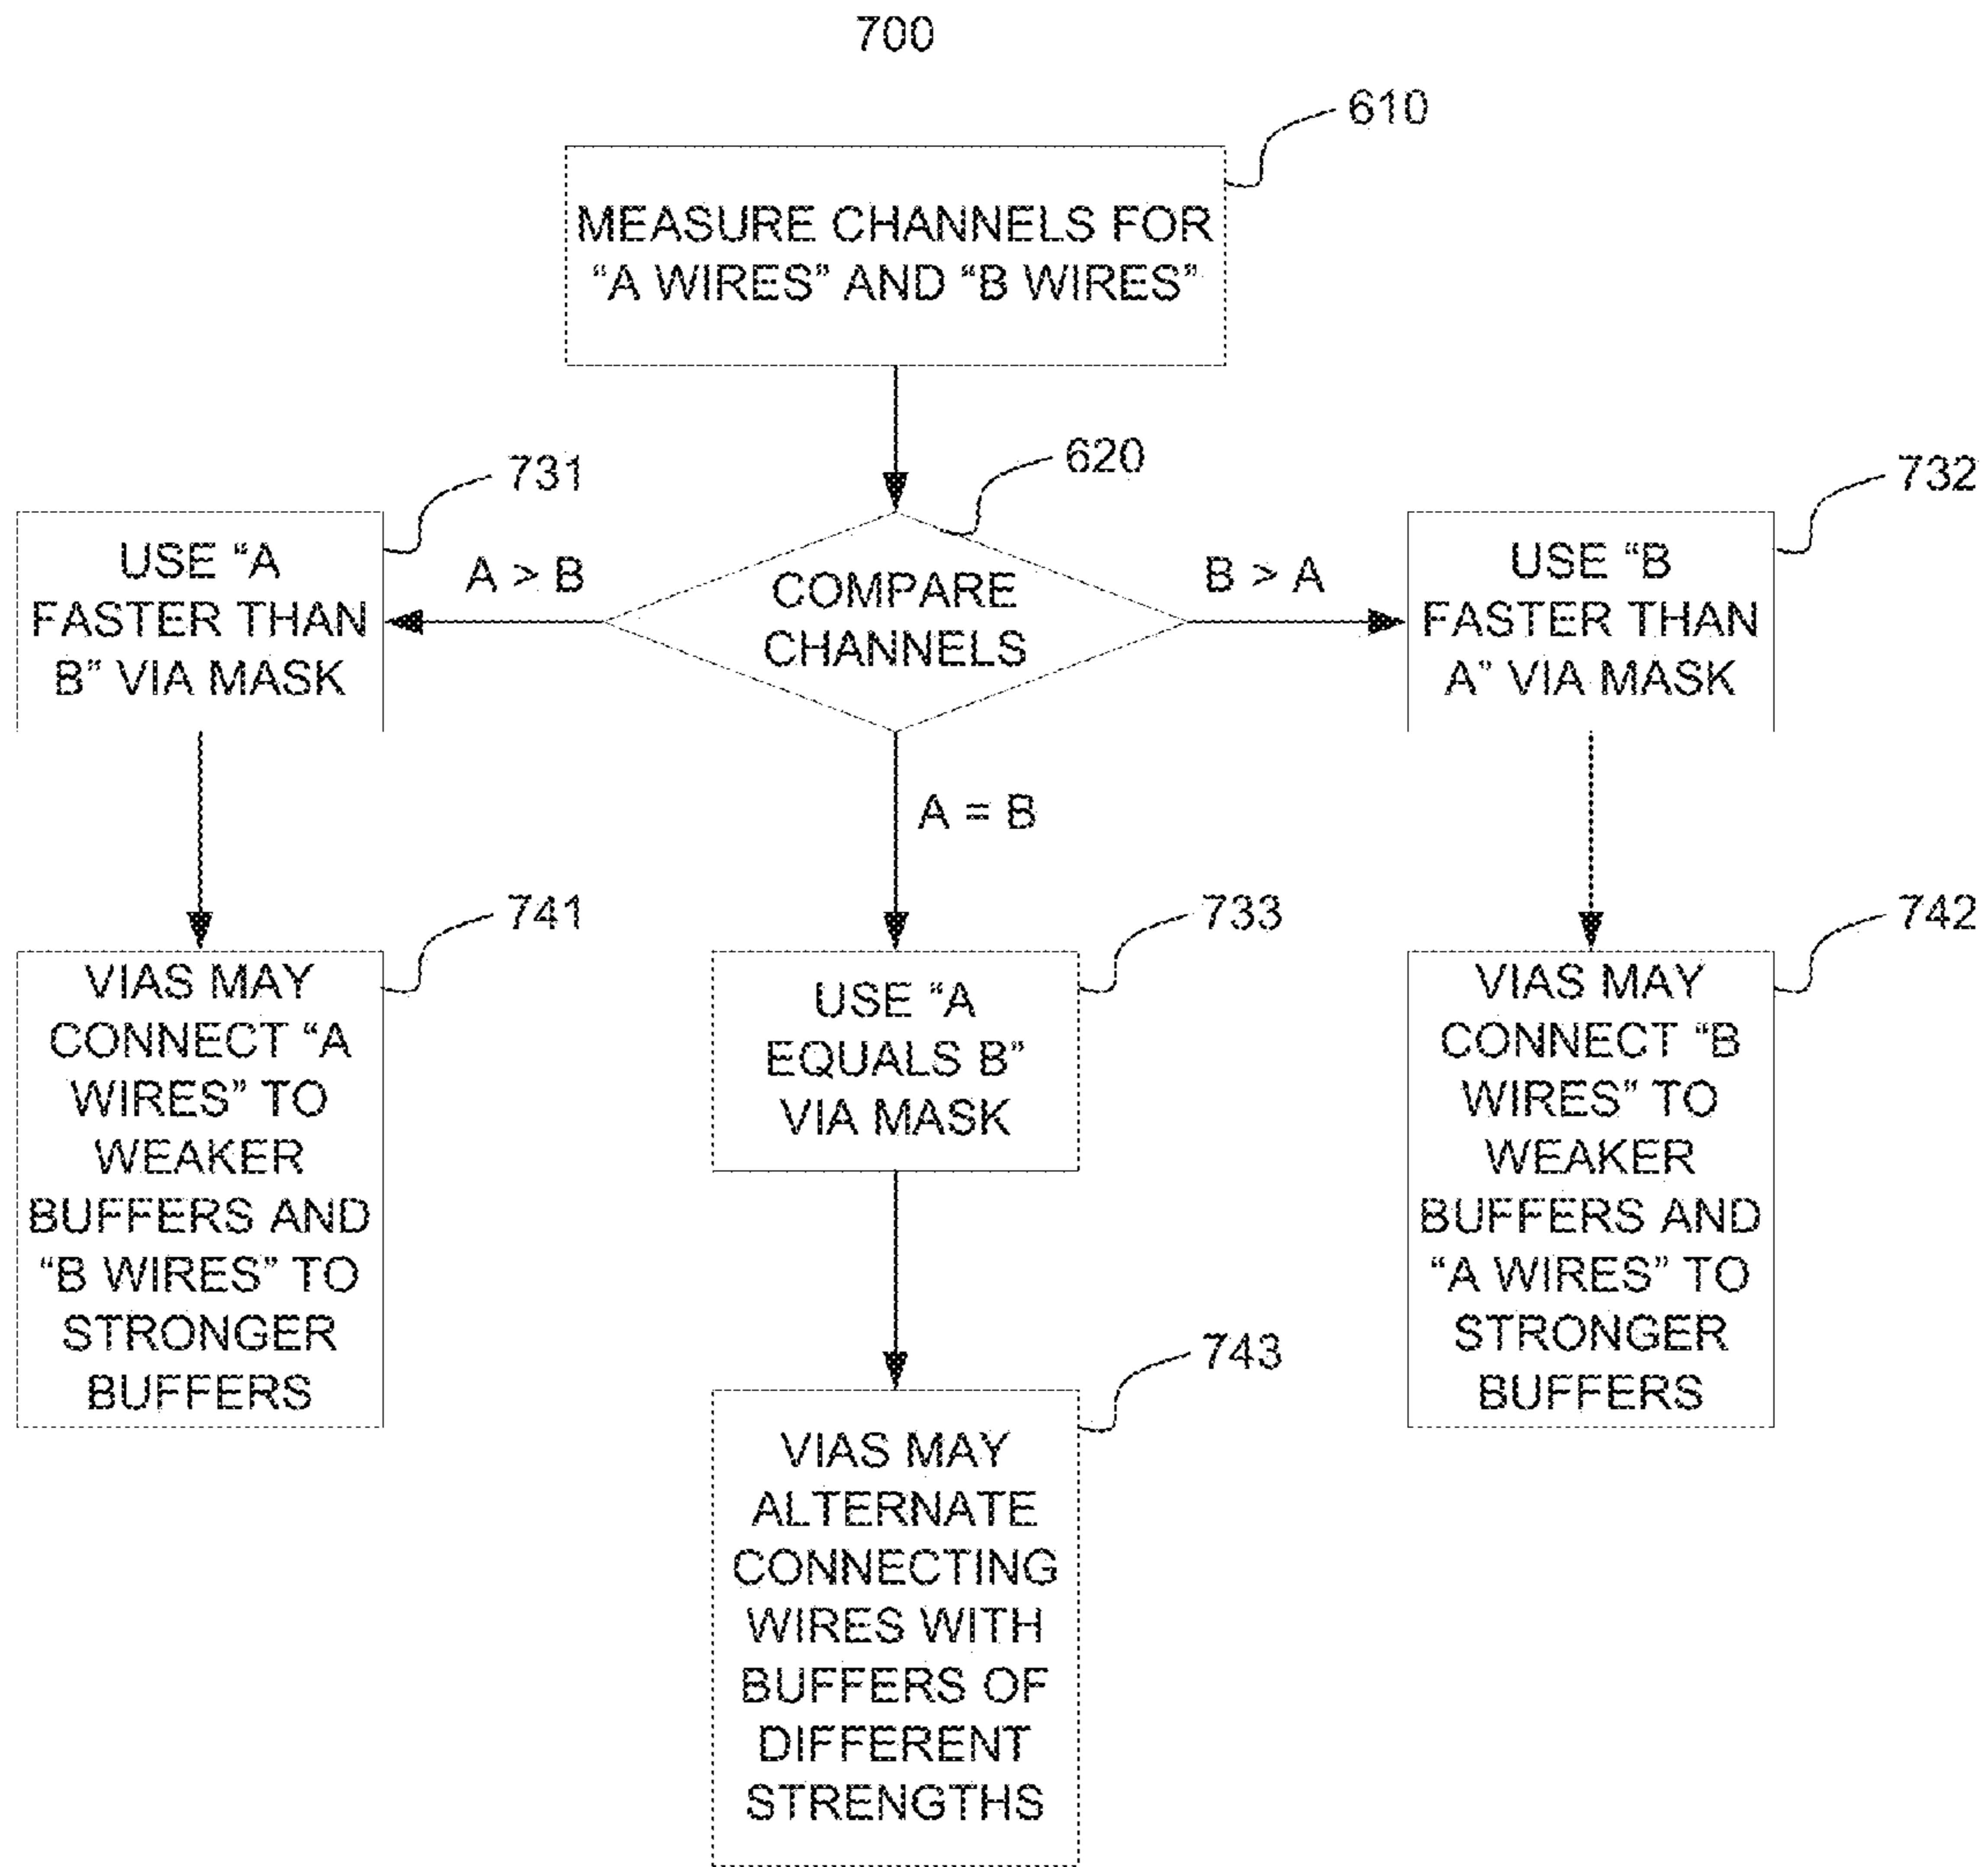 700
610
MEASURE CHANNELS FOR
“A WIRES” AND “B WIRES”
620
COMPARE
CHANNELS
A > B
B > A
A = B
731
USE “A
FASTER THAN
B” VIA MASK
732
USE “B
FASTER THAN
A” VIA MASK
741
VIAS MAY
CONNECT “A
WIRES” TO
WEAKER
BUFFERS AND
“B WIRES” TO
STRONGER
BUFFERS
733
USE “A
EQUALS B”
VIA MASK
742
VIAS MAY
CONNECT “B
WIRES” TO
WEAKER
BUFFERS AND
“A WIRES” TO
STRONGER
BUFFERS
743
VIAS MAY
ALTERNATE
CONNECTING
WIRES WITH
BUFFERS OF
DIFFERENT
STRENGTHS